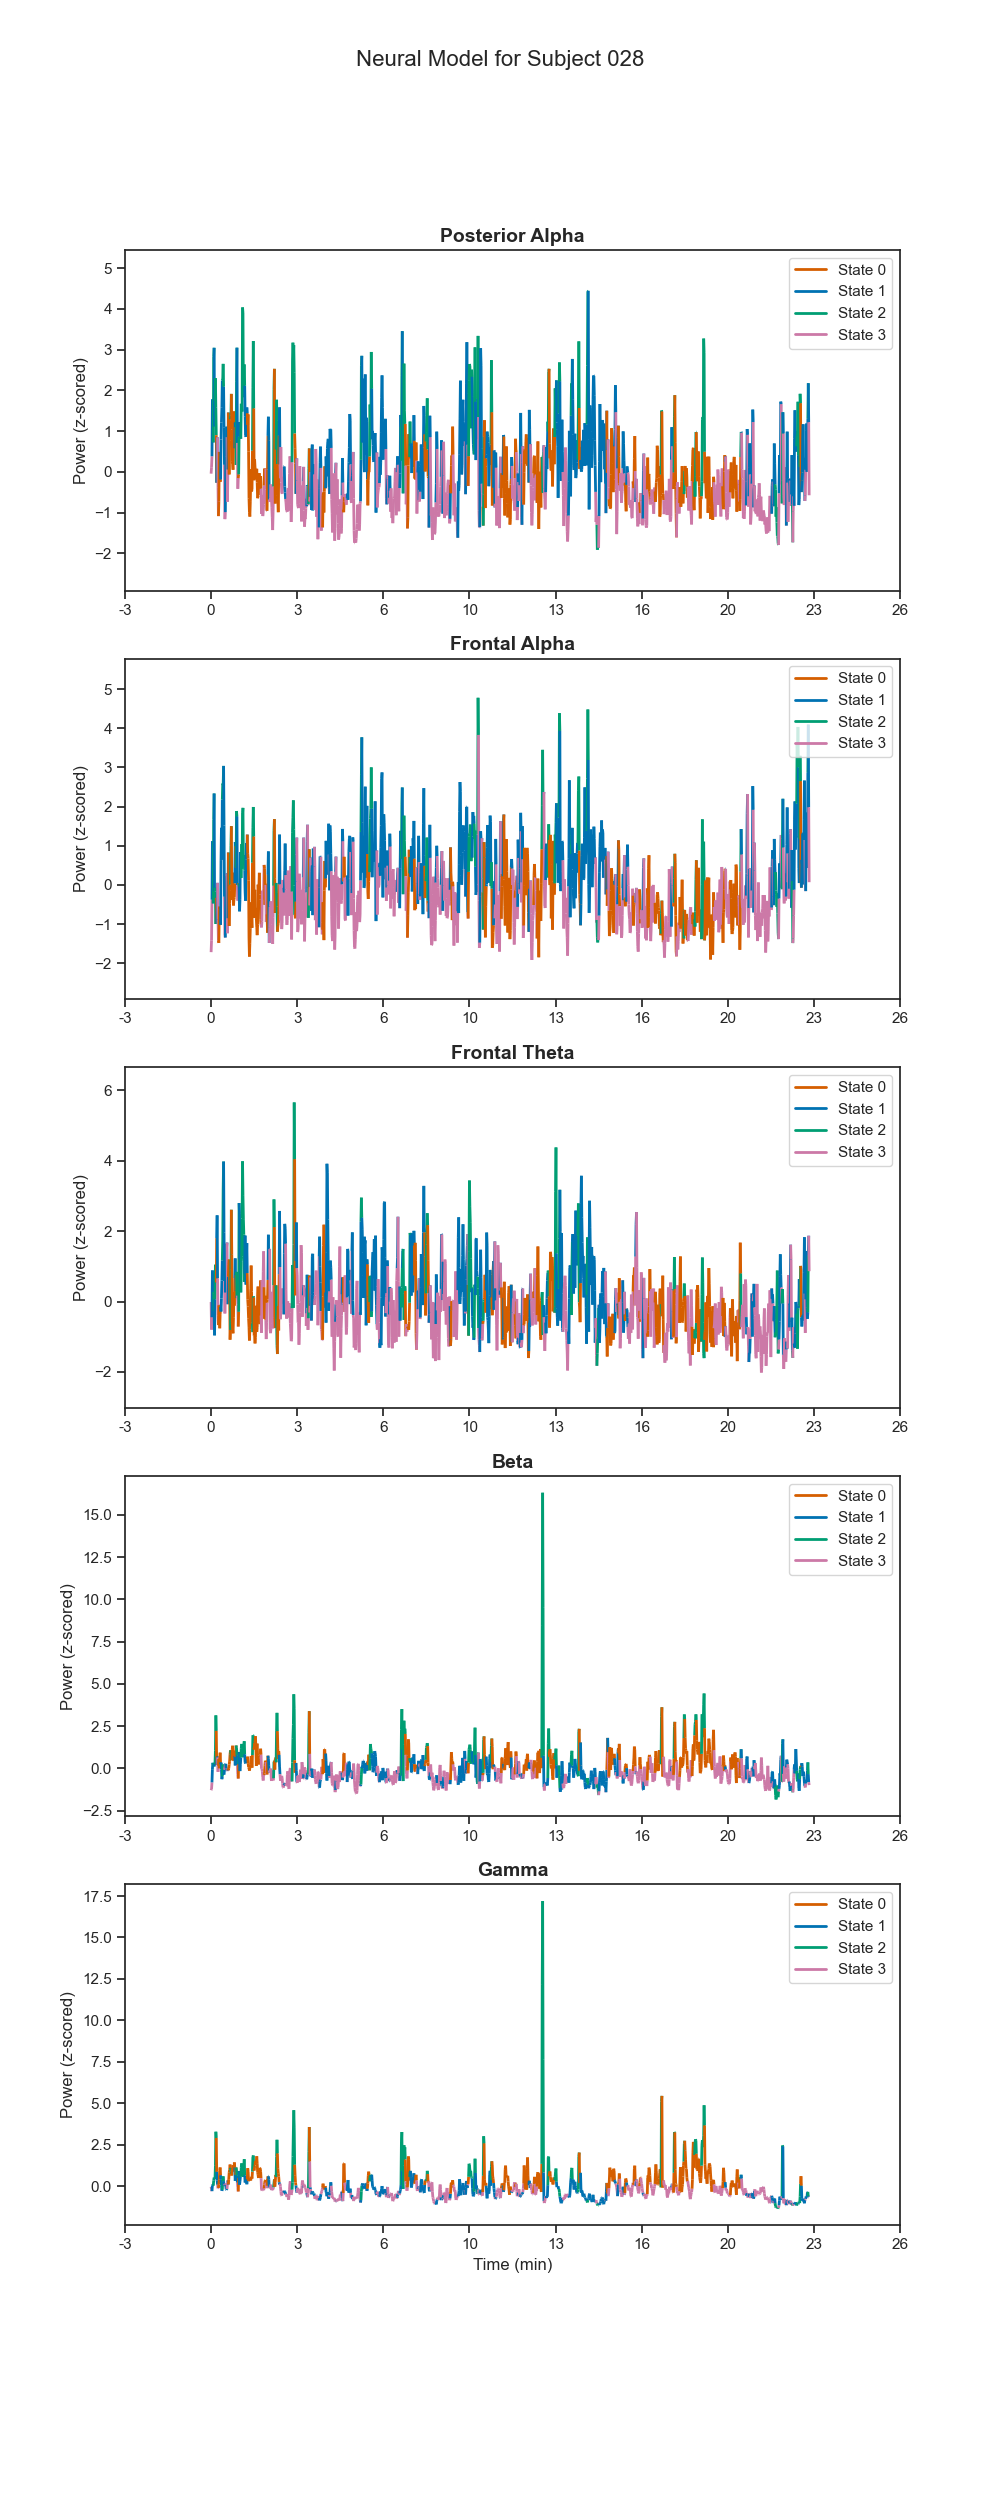 Neural Model for Subject 028
Posterior Alpha
Power (z-scored)
5
4
3
2
1
0
−1
−2
State 0
State 1
State 2
State 3
-3 0 3 6 10 13 16 20 23 26
Frontal Alpha
Power (z-scored)
5
4
3
2
1
0
−1
−2
State 0
State 1
State 2
State 3
-3 0 3 6 10 13 16 20 23 26
Frontal Theta
Power (z-scored)
6
4
2
0
−2
State 0
State 1
State 2
State 3
-3 0 3 6 10 13 16 20 23 26
Beta
Power (z-scored)
15.0
12.5
10.0
7.5
5.0
2.5
0.0
−2.5
State 0
State 1
State 2
State 3
-3 0 3 6 10 13 16 20 23 26
Gamma
Power (z-scored)
17.5
15.0
12.5
10.0
7.5
5.0
2.5
0.0
State 0
State 1
State 2
State 3
-3 0 3 6 10 13 16 20 23 26
Time (min)